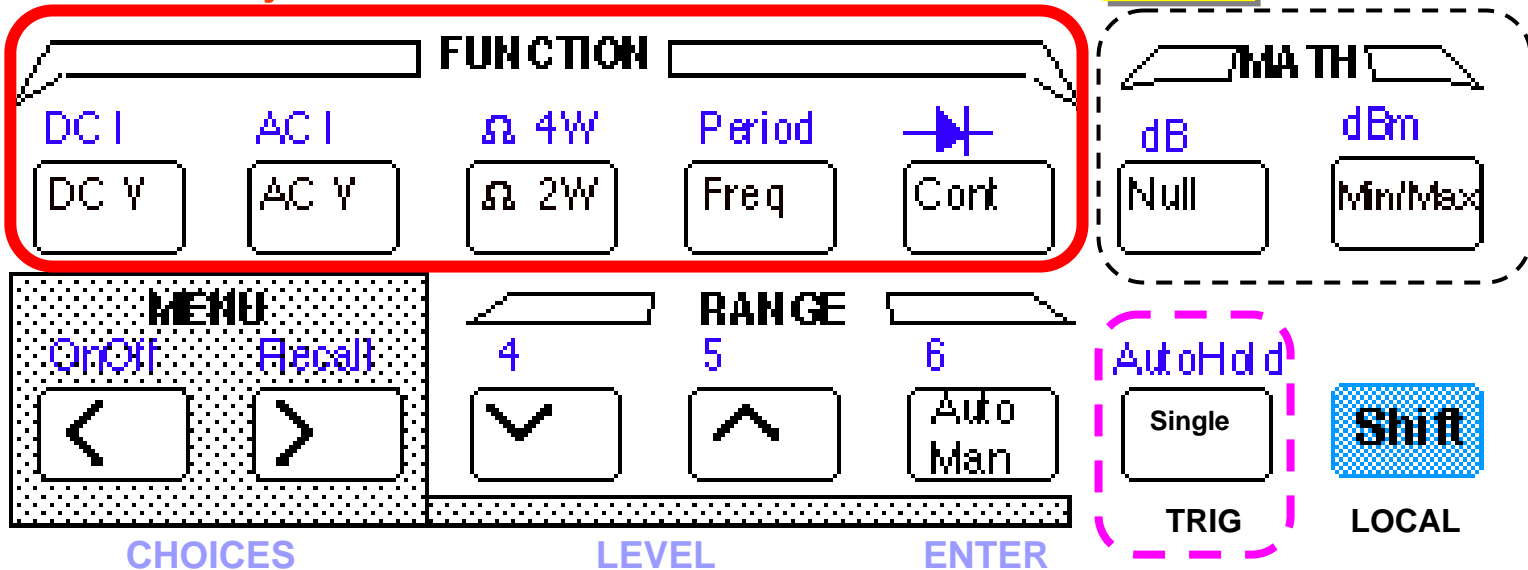 FUNCTION MATH
DC I AC I Ω 4W Period dB dBm
DC V AC V Ω 2W Freq Cont Null Min/Max
MENU RANGE
On/Off Recall 4 5 6 AutoHold
< > Auto Man Single Shift
TRIG LOCAL
CHOICES LEVEL ENTER